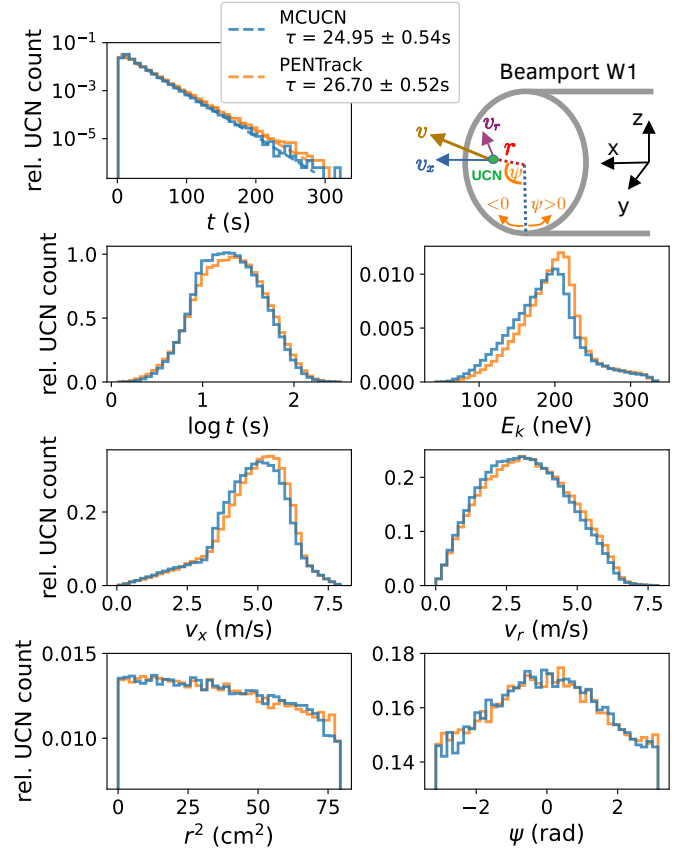 MCUCN
τ = 24.95 ± 0.54s
PENTrack
τ = 26.70 ± 0.52s
rel. UCN count
10⁻¹
10⁻³
10⁻⁵
0 100 200 300
t (s)
Beamport W1
v
v_r
r
v_x
UCN
ψ
<0
ψ>0
z
x
y
rel. UCN count
1.0
0.5
0.0
0 1 2
log t (s)
0.010
0.005
0.000
100 200 300
E_k (neV)
rel. UCN count
0.2
0.0
0.0 2.5 5.0 7.5
v_x (m/s)
0.2
0.1
0.0
0.0 2.5 5.0 7.5
v_r (m/s)
rel. UCN count
0.015
0.010
0 25 50 75
r² (cm²)
0.18
0.16
0.14
−2 0 2
ψ (rad)